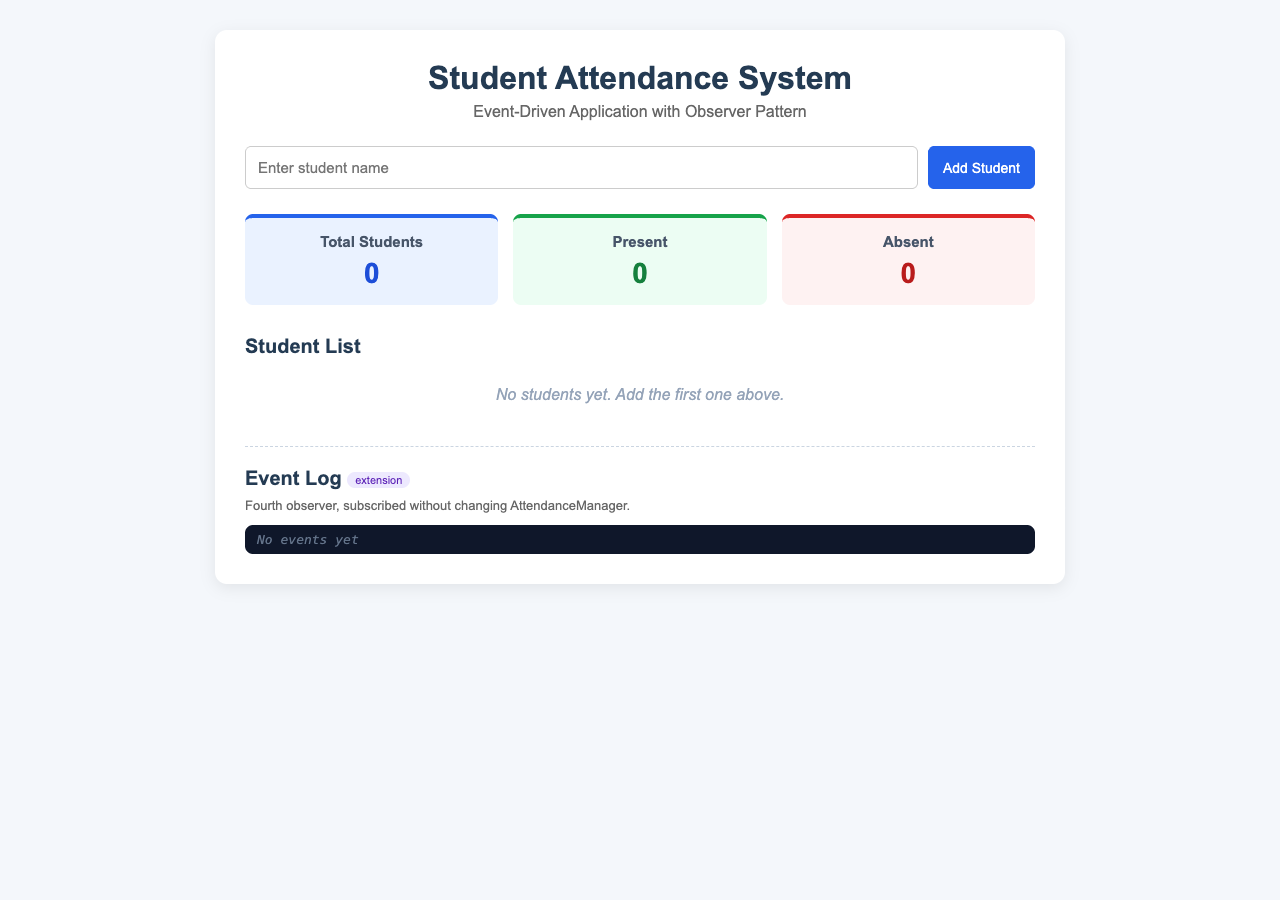 Student Attendance System
Event-Driven Application with Observer Pattern
Enter student name
Add Student
Total Students
0
Present
0
Absent
0
Student List
No students yet. Add the first one above.
Event Log extension
Fourth observer, subscribed without changing AttendanceManager.
No events yet